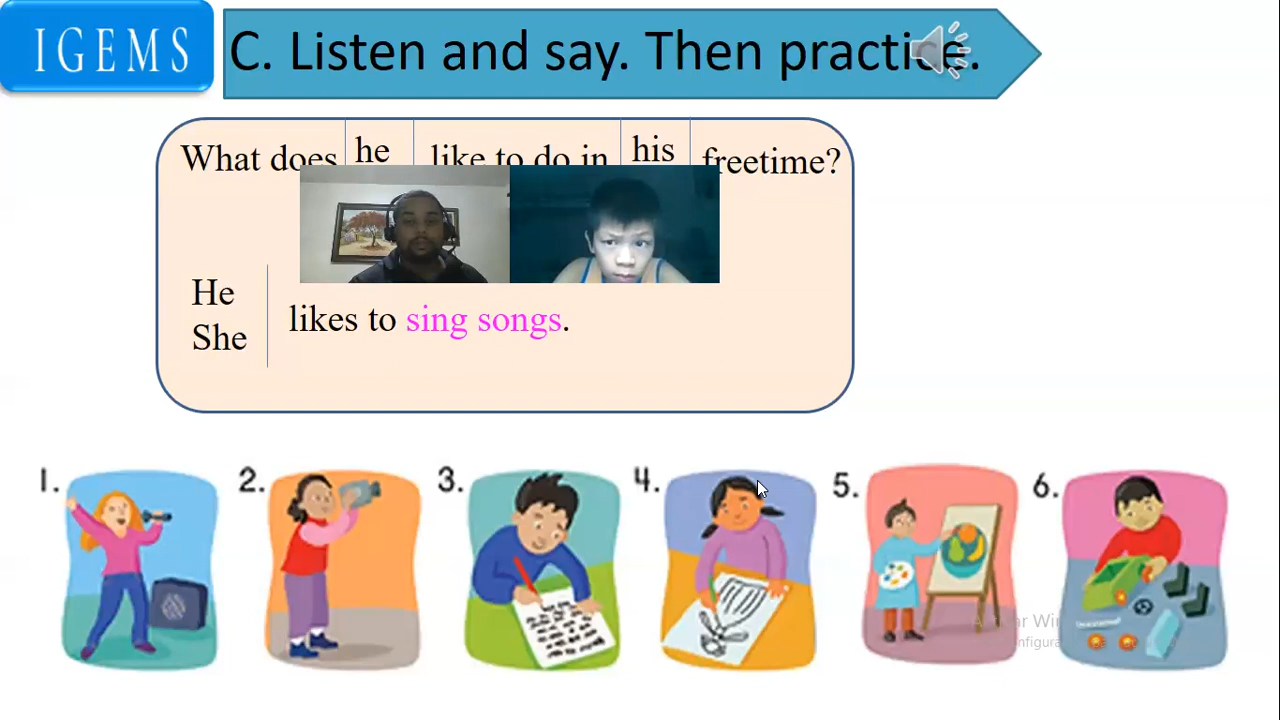 IGEMS
C. Listen and say. Then practice.
What does he like to do in his freetime?
He
She
likes to sing songs.
1. 2. 3. 4. 5. 6.